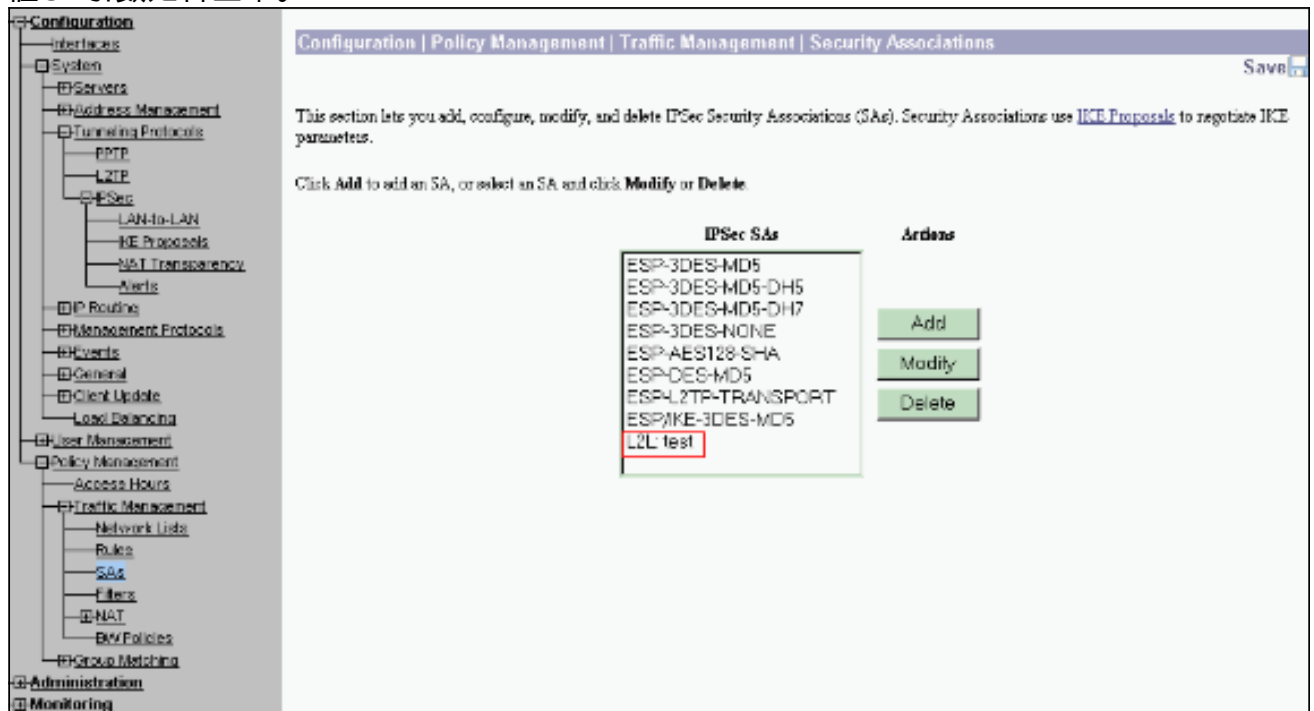 Configuration
Interfaces
System
Servers
Address Management
Tunneling Protocols
PPTP
L2TP
IPSec
LAN-to-LAN
IKE Proposals
NAT Transparency
Alerts
IP Routing
Management Protocols
Events
General
Client Update
Load Balancing
User Management
Policy Management
Access Hours
Traffic Management
Network Lists
Rules
SAs
Filters
NAT
BW Policies
Group Matching
Administration
Monitoring
Configuration | Policy Management | Traffic Management | Security Associations
Save
This section lets you add, configure, modify, and delete IPSec Security Associations (SAs). Security Associations use IKE Proposals to negotiate IKE
parameters.
Click Add to add an SA, or select an SA and click Modify or Delete.
IPSec SAs
Actions
ESP-3DES-MD5
ESP-3DES-MD5-DH5
ESP-3DES-MD5-DH7
ESP-3DES-NONE
ESP-AES128-SHA
ESP-DES-MD5
ESP-L2TP-TRANSPORT
ESP/IKE-3DES-MD5
L2L: test
Add
Modify
Delete